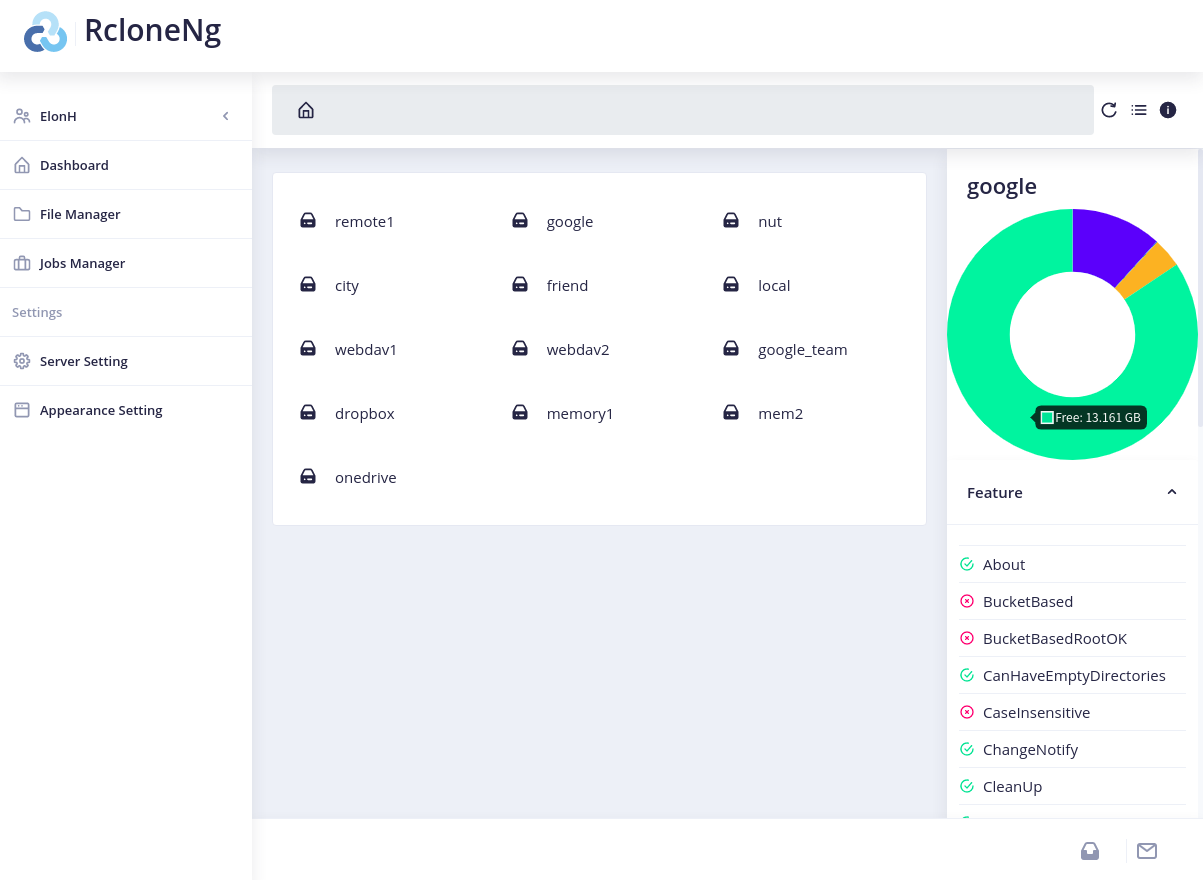 RcloneNg
ElonH
Dashboard
File Manager
Jobs Manager
Settings
Server Setting
Appearance Setting
remote1 google nut
city friend local
webdav1 webdav2 google_team
dropbox memory1 mem2
onedrive
google
Free: 13.161 GB
Feature
About
BucketBased
BucketBasedRootOK
CanHaveEmptyDirectories
CaseInsensitive
ChangeNotify
CleanUp